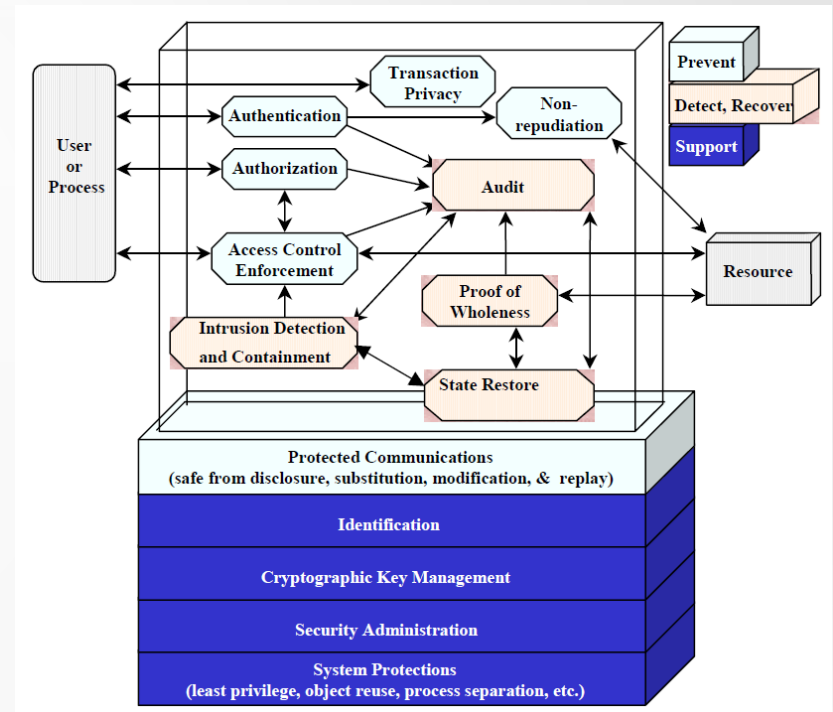 Prevent
Detect, Recover
Support
User
or
Process
Transaction
Privacy
Authentication
Non-
repudiation
Authorization
Audit
Access Control
Enforcement
Resource
Proof of
Wholeness
Intrusion Detection
and Containment
State Restore
Protected Communications
(safe from disclosure, substitution, modification, & replay)
Identification
Cryptographic Key Management
Security Administration
System Protections
(least privilege, object reuse, process separation, etc.)